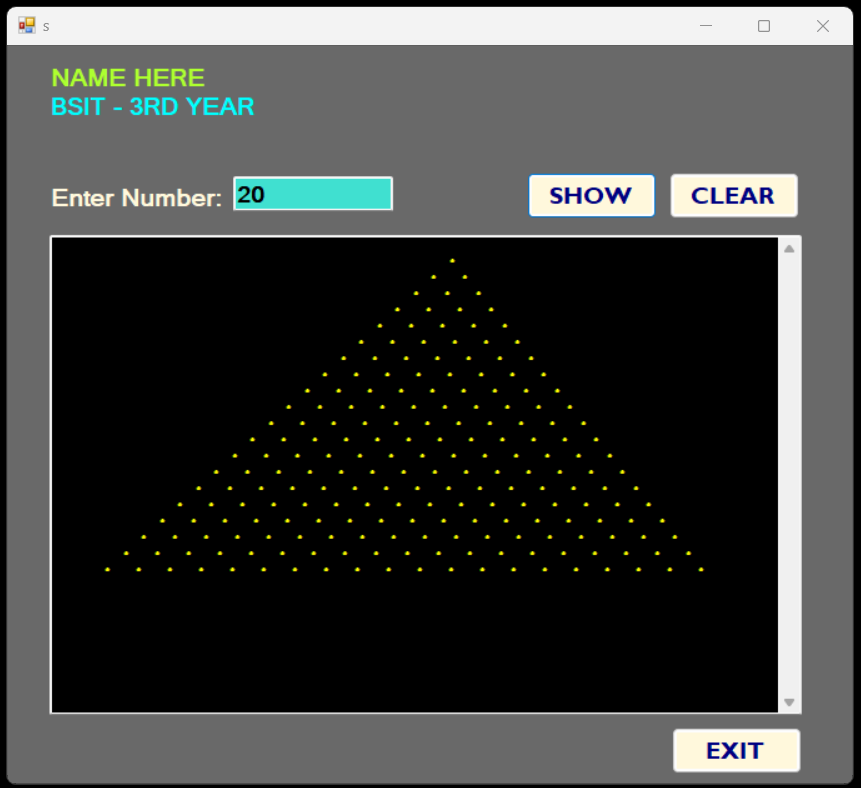 s
NAME HERE
BSIT - 3RD YEAR
Enter Number: 20 SHOW CLEAR
EXIT